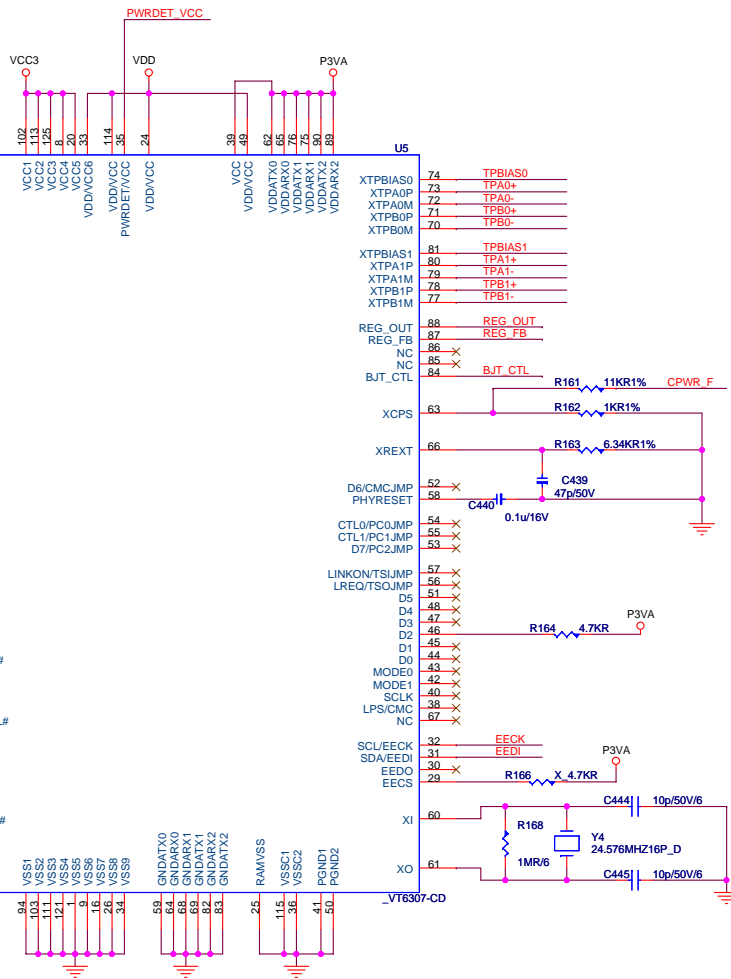 PWRDET_VCC
VCC3
VDD
P3VA
102
113
125
8
20
33
114
35
24
39
49
62
65
76
75
90
89
U5
VCC1
VCC2
VCC3
VCC4
VCC5
VDD/VCC6
VDD/VCC
PWRDET/VCC
VDD/VCC
VCC
VDD/VCC
VDDATX0
VDDARX0
VDDATX1
VDDARX1
VDDATX2
VDDARX2
XTPBIAS0 74 TPBIAS0
XTPA0P 73 TPA0+
XTPA0M 72 TPA0-
XTPB0P 71 TPB0+
XTPB0M 70 TPB0-
XTPBIAS1 81 TPBIAS1
XTPA1P 80 TPA1+
XTPA1M 79 TPA1-
XTPB1P 78 TPB1+
XTPB1M 77 TPB1-
REG_OUT 88 REG_OUT
REG_FB 87 REG_FB
NC 86
NC 85
BJT_CTL 84 BJT_CTL
R161 11KR1% CPWR_F
XCPS 63 R162 1KR1%
XREXT 66 R163 6.34KR1%
C439
47p/50V
D6/CMCJMP 52
PHYRESET 58
C440
0.1u/16V
CTL0/PC0JMP 54
CTL1/PC1JMP 55
D7/PC2JMP 53
LINKON/TSIJMP 57
LREQ/TSOJMP 56
D5 51
D4 48
D3 47
D2 46 R164 4.7KR P3VA
D1 45
D0 44
MODE0 43
MODE1 42
SCLK 40
LPS/CMC 38
NC 67
#
L#
#
SCL/EECK 32 EECK
SDA/EEDI 31 EEDI
EEDO 30
EECS 29 R166 X_4.7KR P3VA
XI 60
C444 10p/50V/6
R168
1MR/6
Y4
24.576MHZ16P_D
XO 61
C445 10p/50V/6
_VT6307-CD
VSS1
VSS2
VSS3
VSS4
VSS5
VSS6
VSS7
VSS8
VSS9
GNDATX0
GNDARX0
GNDARX1
GNDATX1
GNDARX2
GNDATX2
RAMVSS
VSSC1
VSSC2
PGND1
PGND2
94
103
111
121
1
9
16
26
34
59
64
68
69
82
83
25
115
36
41
50